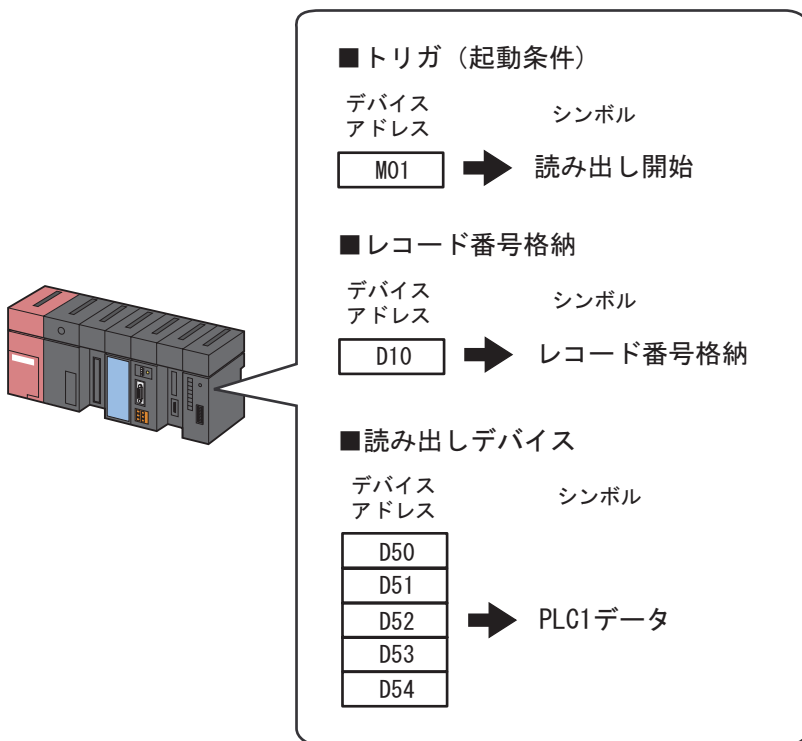 ■トリガ（起動条件）
デバイス
アドレス
シンボル
M01
読み出し開始
■レコード番号格納
デバイス
アドレス
シンボル
D10
レコード番号格納
■読み出しデバイス
デバイス
アドレス
シンボル
D50
D51
D52
D53
D54
PLC1データ